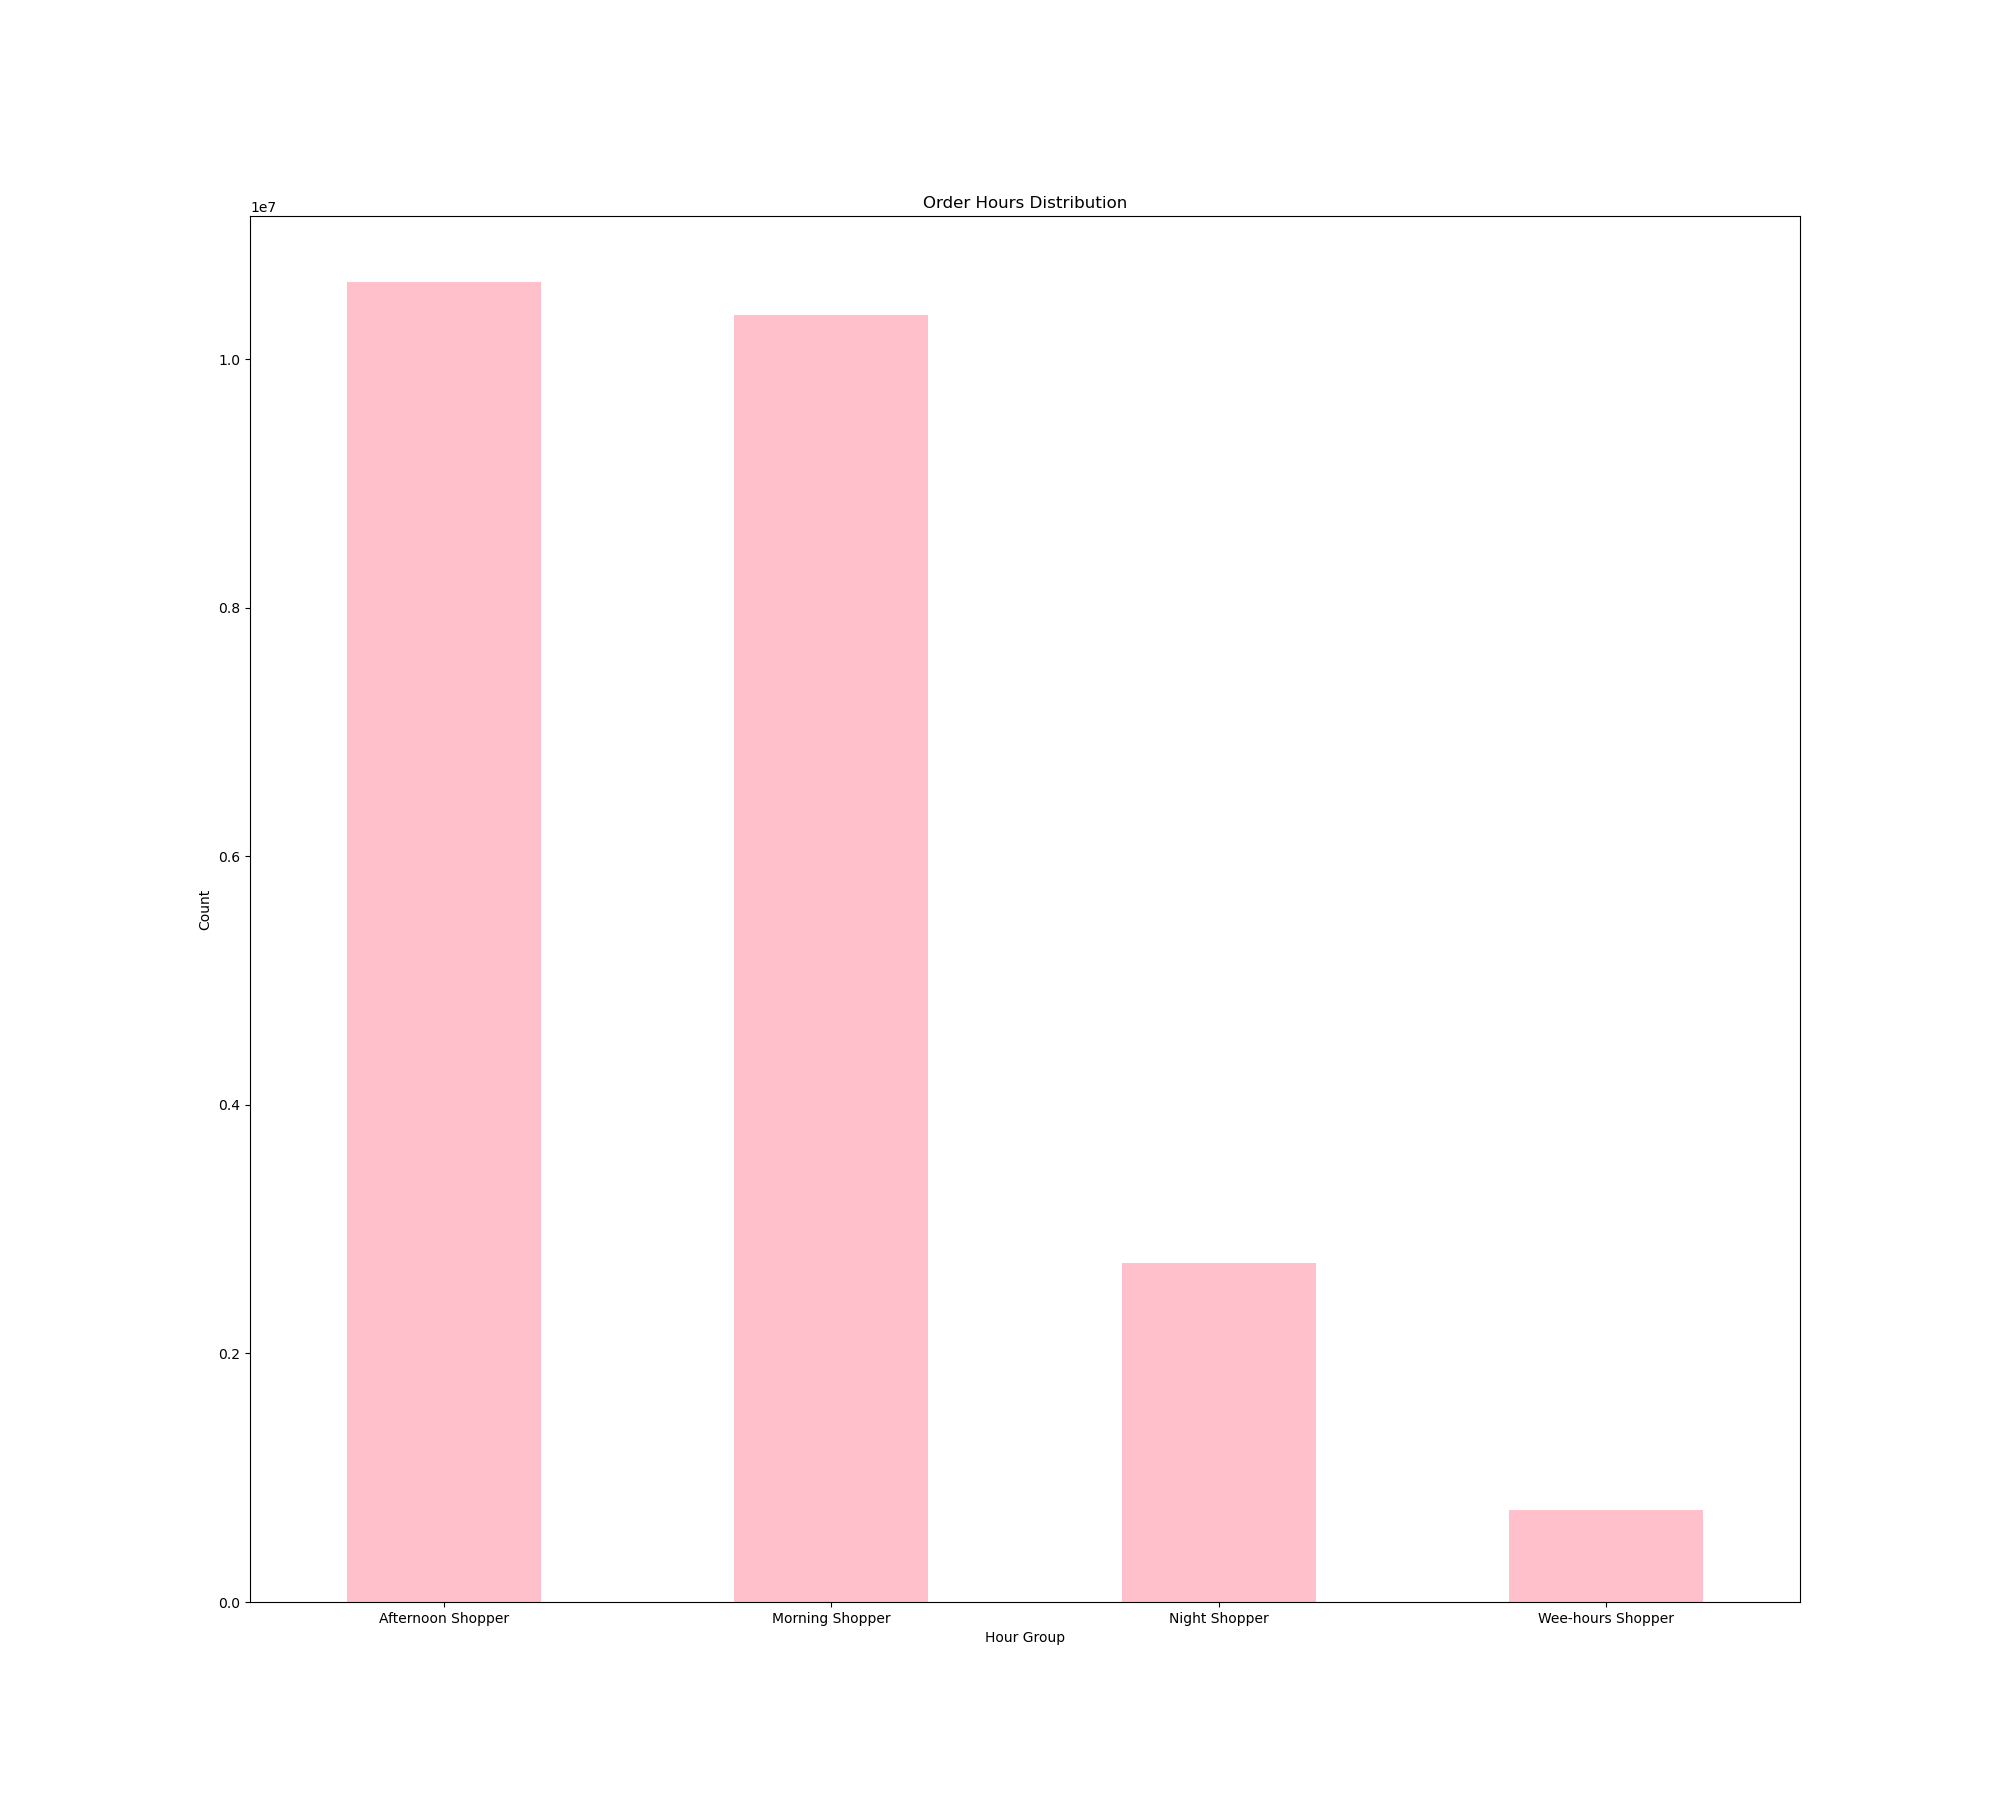 Order Hours Distribution
1e7
1.0
0.8
0.6
0.4
0.2
0.0
Count
Afternoon Shopper
Morning Shopper
Night Shopper
Wee-hours Shopper
Hour Group